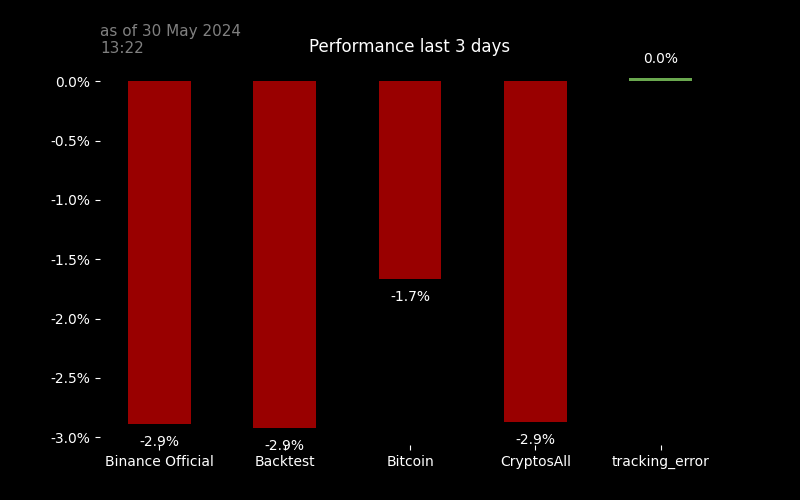 as of 30 May 2024
13:22
Performance last 3 days
0.0%
0.0%
-0.5%
-1.0%
-1.5%
-1.7%
-2.0%
-2.5%
-3.0%
-2.9%
-2.9%
-2.9%
Binance Official
Backtest
Bitcoin
CryptosAll
tracking_error